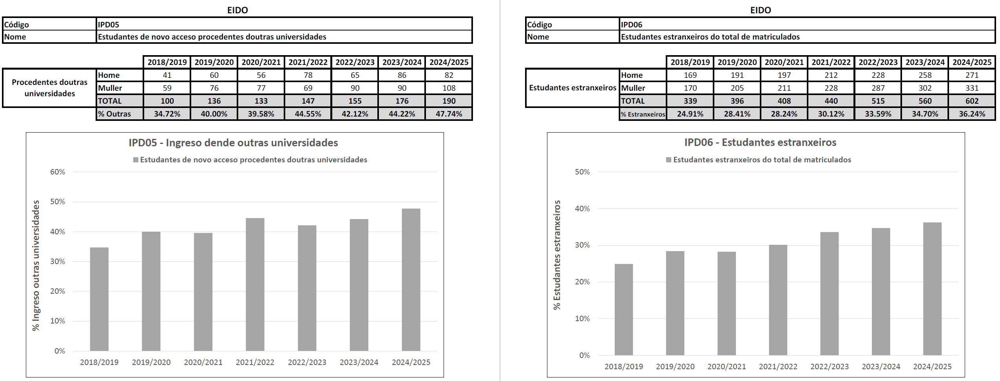 EIDO
Código IPD05
Nome Estudantes de novo acceso procedentes doutras universidades
2018/2019 2019/2020 2020/2021 2021/2022 2022/2023 2023/2024 2024/2025
Procedentes doutras universidades
Home 41 60 56 78 65 86 82
Muller 59 76 77 69 90 90 108
TOTAL 100 136 133 147 155 176 190
% Outras 34.72% 40.00% 39.58% 44.55% 42.12% 44.22% 47.74%
IPD05 - Ingreso dende outras universidades
Estudantes de novo acceso procedentes doutras universidades
% Ingreso outras universidades
60%
50%
40%
30%
20%
10%
0%
2018/2019 2019/2020 2020/2021 2021/2022 2022/2023 2023/2024 2024/2025
EIDO
Código IPD06
Nome Estudantes estranxeiros do total de matriculados
2018/2019 2019/2020 2020/2021 2021/2022 2022/2023 2023/2024 2024/2025
Estudantes estranxeiros
Home 169 191 197 212 228 258 271
Muller 170 205 211 228 287 302 331
TOTAL 339 396 408 440 515 560 602
% Estranxeiros 24.91% 28.41% 28.24% 30.12% 33.59% 34.70% 36.24%
IPD06 - Estudantes estranxeiros
Estudantes estranxeiros do total de matriculados
% Estudantes estranxeiros
50%
40%
30%
20%
10%
0%
2018/2019 2019/2020 2020/2021 2021/2022 2022/2023 2023/2024 2024/2025